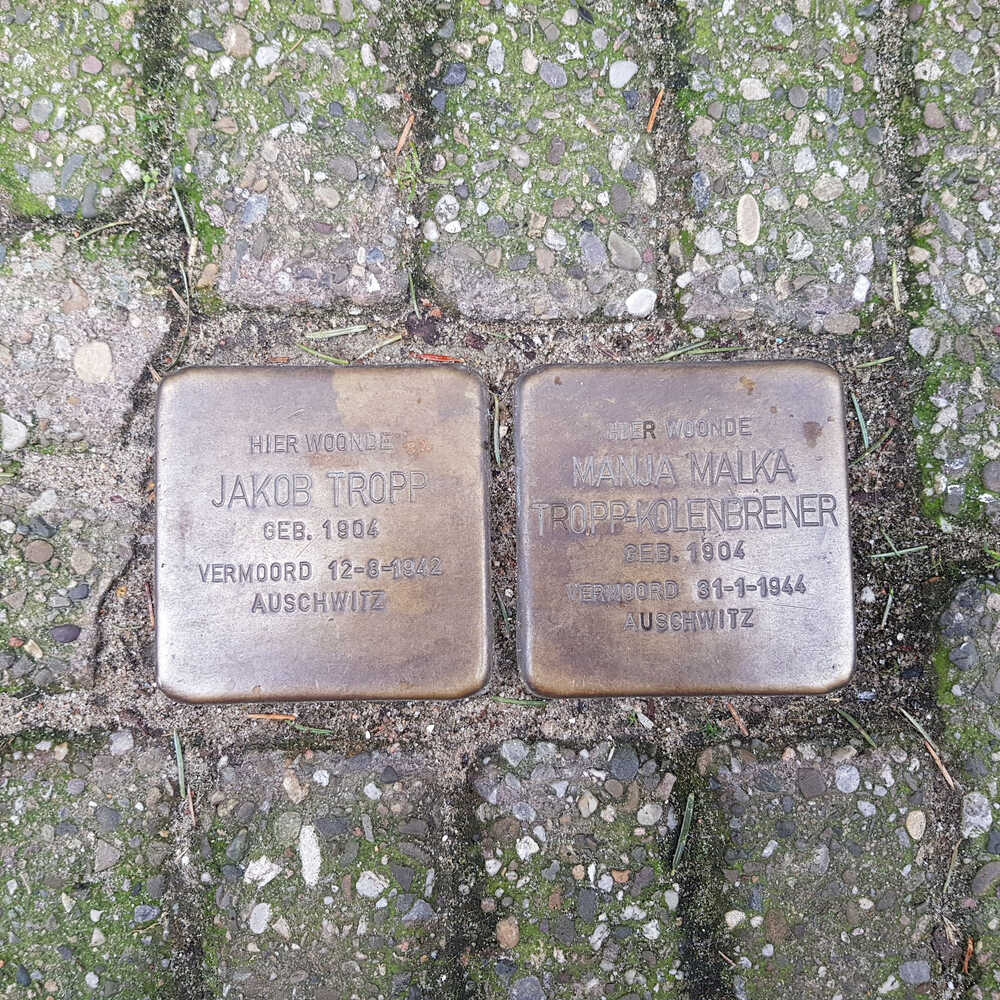 HIER WOONDE
JAKOB TROPP
GEB. 1904
VERMOORD 12-8-1942
AUSCHWITZ
HIER WOONDE
MANJA MALKA
TROPP-KOLENBRENER
GEB. 1904
VERMOORD 31-1-1944
AUSCHWITZ